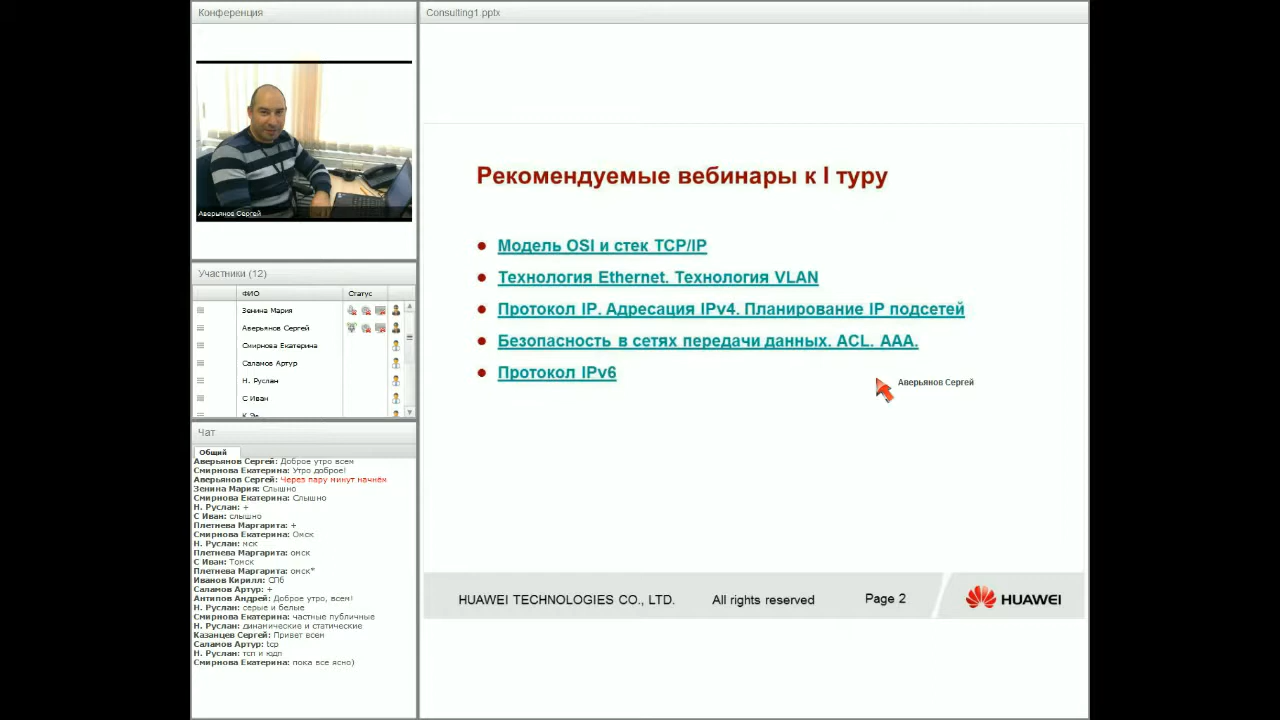 Конференция
Аверьянов Сергей
Участники (12)
ФИО Статус
Зенина Мария
Аверьянов Сергей
Смирнова Екатерина
Саламов Артур
Н. Руслан
С Иван
Чат
Общий
Аверьянов Сергей: Доброе утро всем
Смирнова Екатерина: Утро доброе!
Аверьянов Сергей: Через пару минут начнём
Зенина Мария: Слышно
Смирнова Екатерина: Слышно
Н. Руслан: +
С Иван: слышно
Плетнева Маргарита: +
Смирнова Екатерина: Омск
Н. Руслан: мск
Плетнева Маргарита: омск
С Иван: Томск
Плетнева Маргарита: омск*
Иванов Кирилл: СПб
Саламов Артур: +
Антипов Андрей: Доброе утро, всем!
Н. Руслан: серые и белые
Смирнова Екатерина: частные публичные
Н. Руслан: динамические и статические
Казанцев Сергей: Привет всем
Саламов Артур: tcp
Н. Руслан: тсп и юдп
Смирнова Екатерина: пока все ясно)
Consulting1.pptx
Рекомендуемые вебинары к I туру
• Модель OSI и стек TCP/IP
• Технология Ethernet. Технология VLAN
• Протокол IP. Адресация IPv4. Планирование IP подсетей
• Безопасность в сетях передачи данных. ACL. AAA.
• Протокол IPv6
Аверьянов Сергей
HUAWEI TECHNOLOGIES CO., LTD. All rights reserved Page 2 HUAWEI